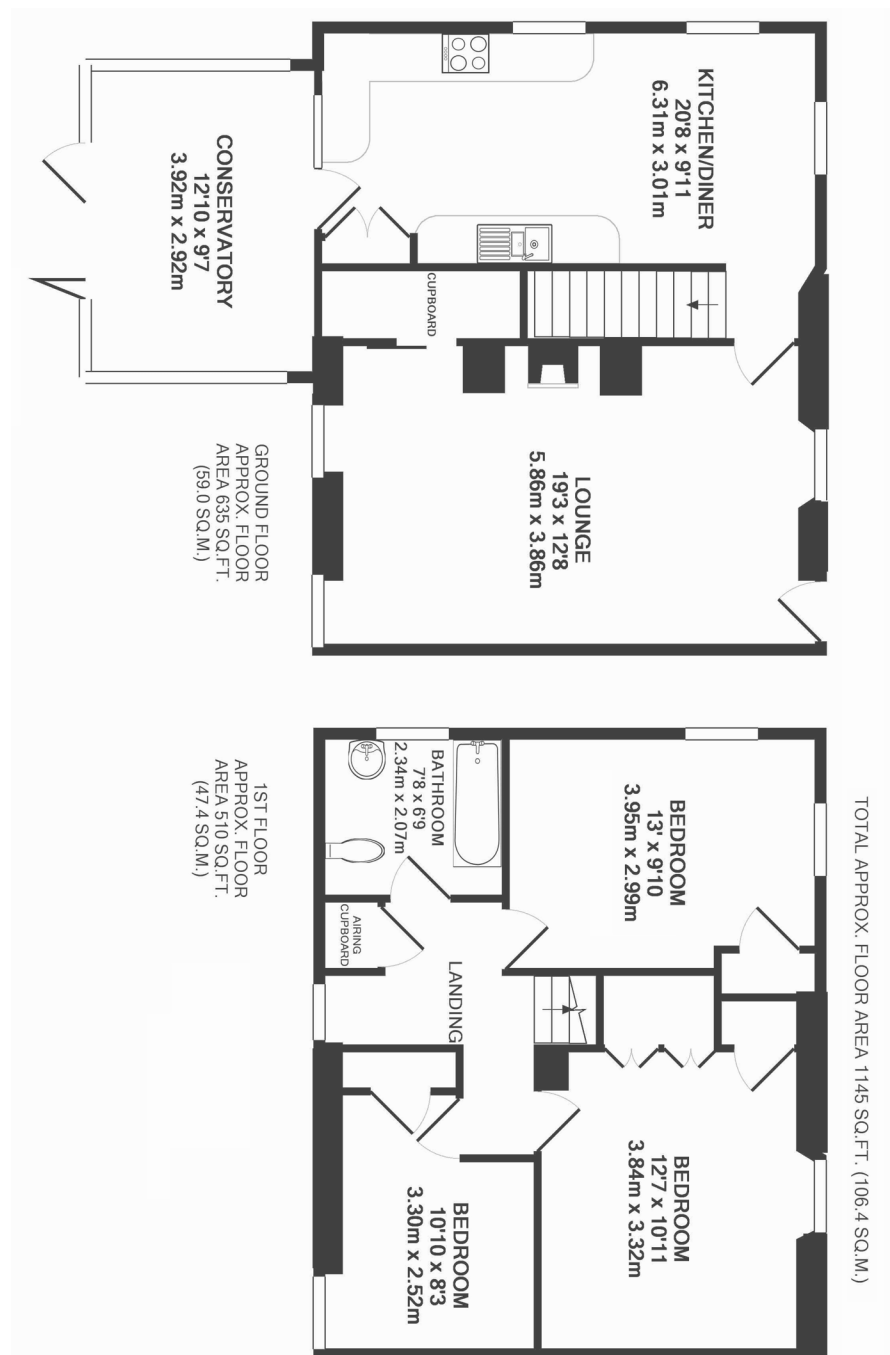 KITCHEN/DINER
20'8 x 9'11
6.31m x 3.01m
CONSERVATORY
12'10 x 9'7
3.92m x 2.92m
CUPBOARD
LOUNGE
19'3 x 12'8
5.86m x 3.86m
GROUND FLOOR
APPROX. FLOOR
AREA 635 SQ.FT.
(59.0 SQ.M.)
TOTAL APPROX. FLOOR AREA 1145 SQ.FT. (106.4 SQ.M.)
BEDROOM
13' x 9'10
3.95m x 2.99m
BATHROOM
7'8 x 6'9
2.34m x 2.07m
AIRING
CUPBOARD
LANDING
BEDROOM
12'7 x 10'11
3.84m x 3.32m
BEDROOM
10'10 x 8'3
3.30m x 2.52m
1ST FLOOR
APPROX. FLOOR
AREA 510 SQ.FT.
(47.4 SQ.M.)